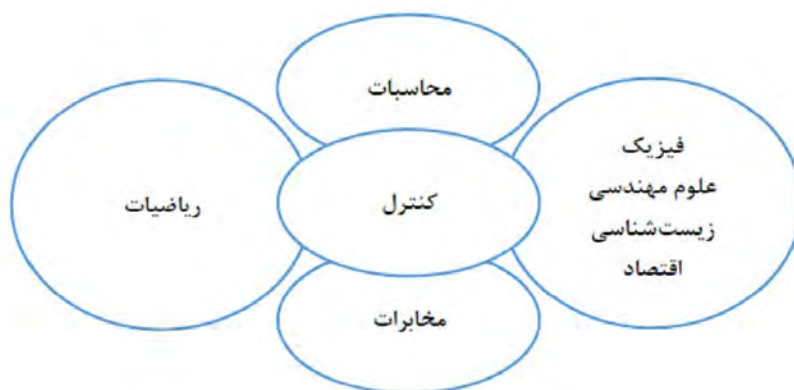 محاسبات
فیزیک
علوم مهندسی
زیست‌شناسی
اقتصاد
کنترل
ریاضیات
مخابرات